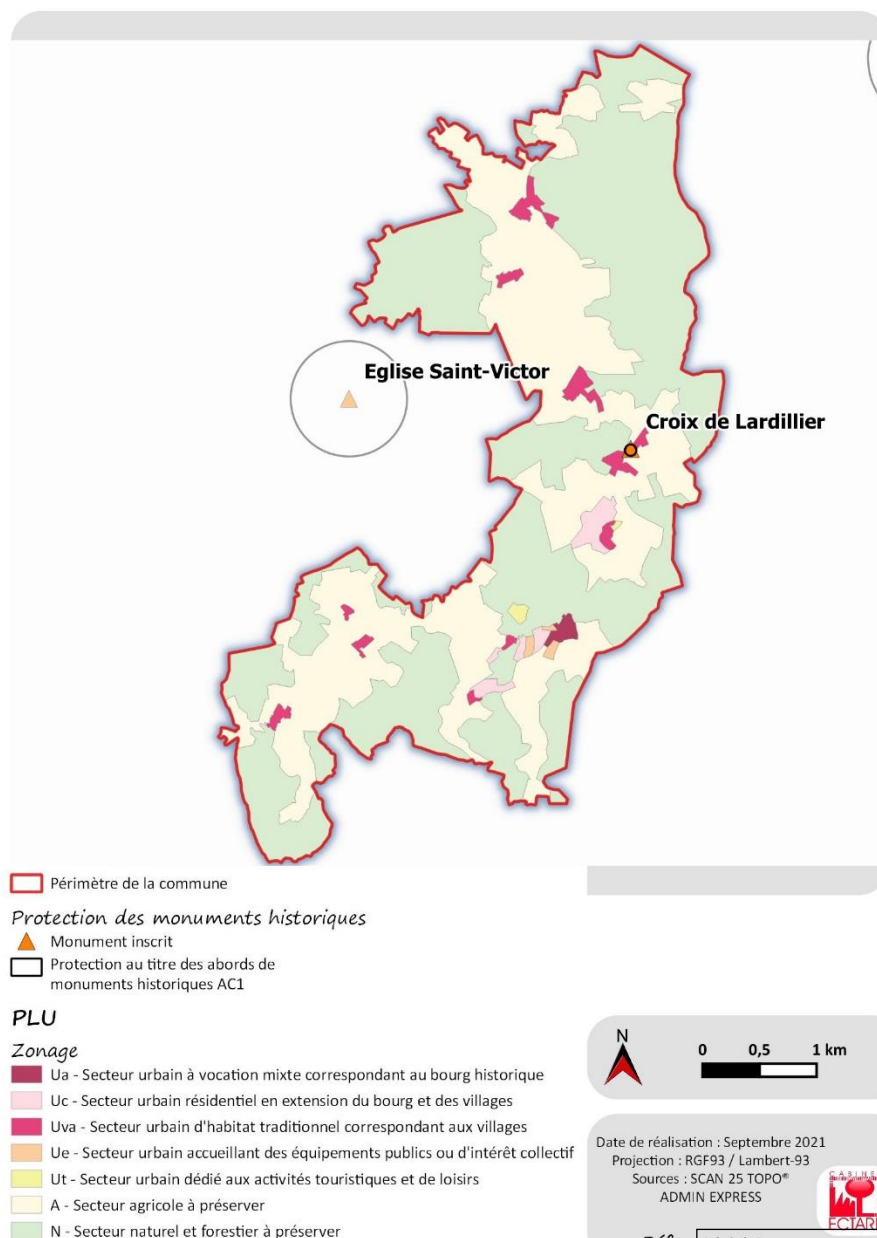 Eglise Saint-Victor
Croix de Lardillier
Périmètre de la commune
Protection des monuments historiques
Monument inscrit
Protection au titre des abords de
monuments historiques AC1
PLU
Zonage
Ua - Secteur urbain à vocation mixte correspondant au bourg historique
Uc - Secteur urbain résidentiel en extension du bourg et des villages
Uva - Secteur urbain d'habitat traditionnel correspondant aux villages
Ue - Secteur urbain accueillant des équipements publics ou d'intérêt collectif
Ut - Secteur urbain dédié aux activités touristiques et de loisirs
A - Secteur agricole à préserver
N - Secteur naturel et forestier à préserver
N
0 0,5 1 km
Date de réalisation : Septembre 2021
Projection : RGF93 / Lambert-93
Sources : SCAN 25 TOPO®
ADMIN EXPRESS
CABINE
ECTARE